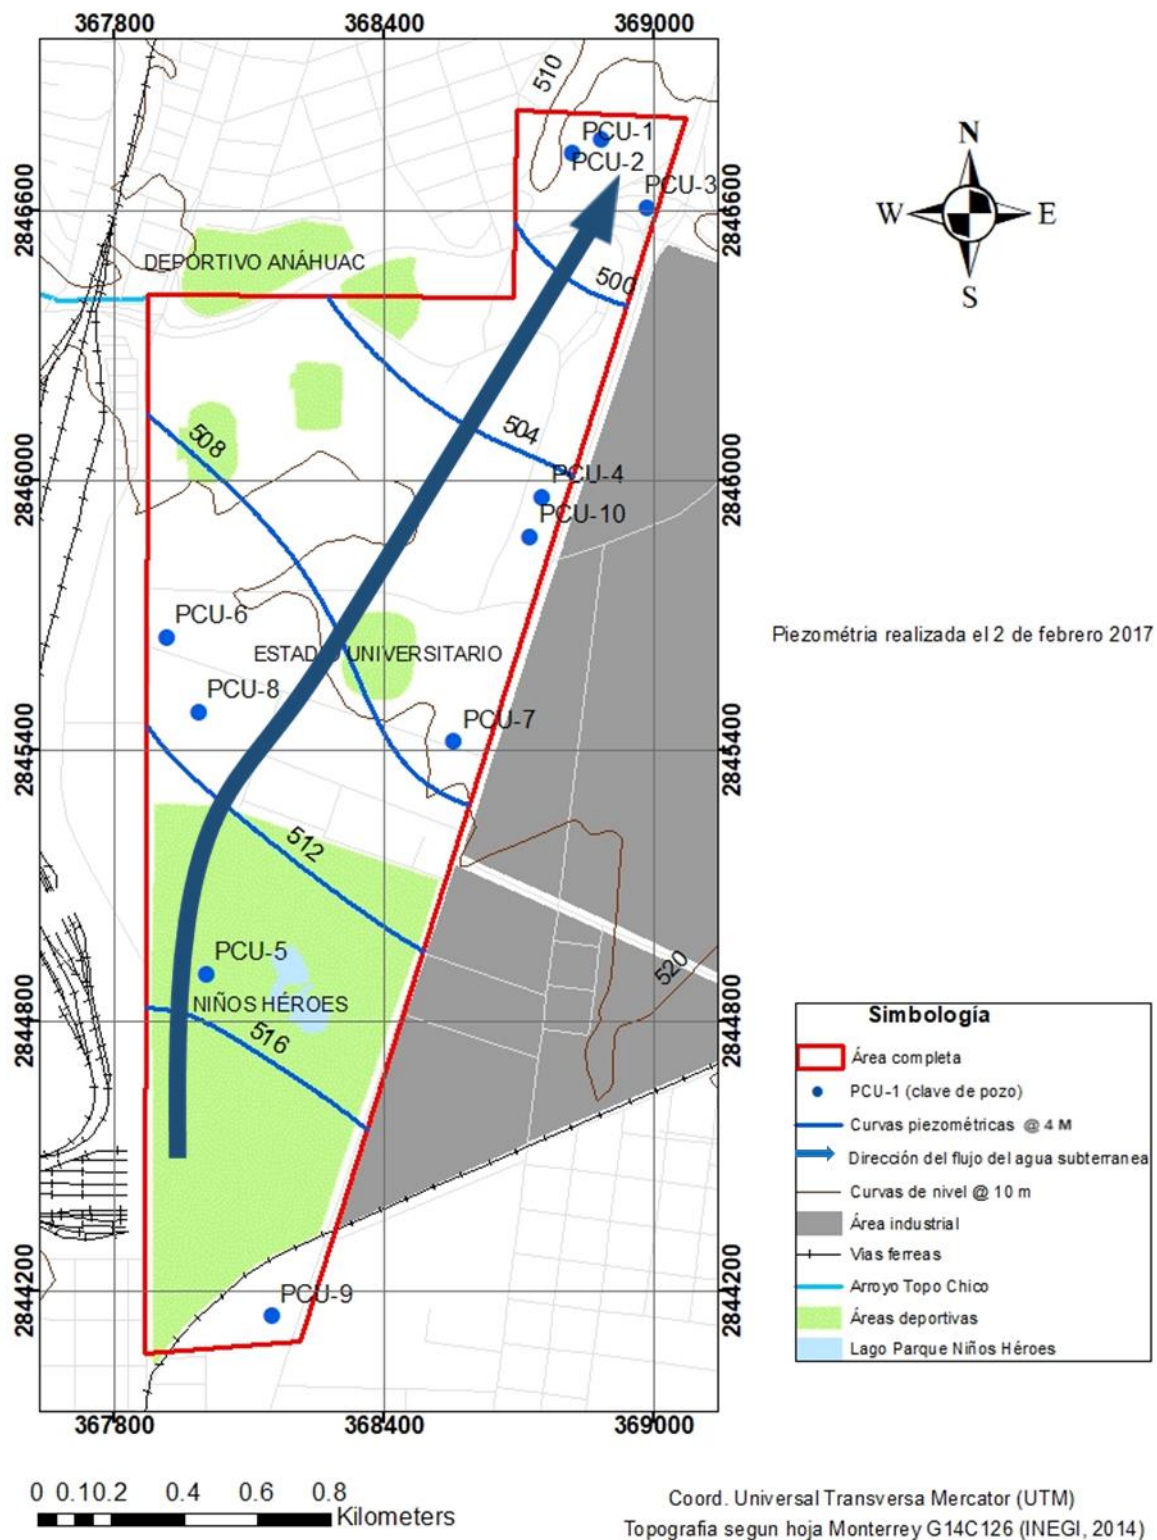 367800 368400 369000
510
PCU-1
PCU-2
PCU-3
N
W E
S
2846600 2846600
DEPORTIVO ANÁHUAC
500
508
504
2846000 2846000
PCU-4
PCU-10
PCU-6
ESTADIO UNIVERSITARIO
Piezométria realizada el 2 de febrero 2017
PCU-8
PCU-7
2845400 2845400
512
PCU-5
520
NIÑOS HÉROES
516
2844800 2844800
Simbología
Área completa
PCU-1 (clave de pozo)
Curvas piezométricas @ 4 M
Dirección del flujo del agua subterranea
Curvas de nivel @ 10 m
Área industrial
Vias ferreas
Arroyo Topo Chico
Áreas deportivas
Lago Parque Niños Héroes
2844200 2844200
PCU-9
367800 368400 369000
0 0.1 0.2 0.4 0.6 0.8
Kilometers
Coord. Universal Transversa Mercator (UTM)
Topografia segun hoja Monterrey G14C126 (INEGI, 2014)